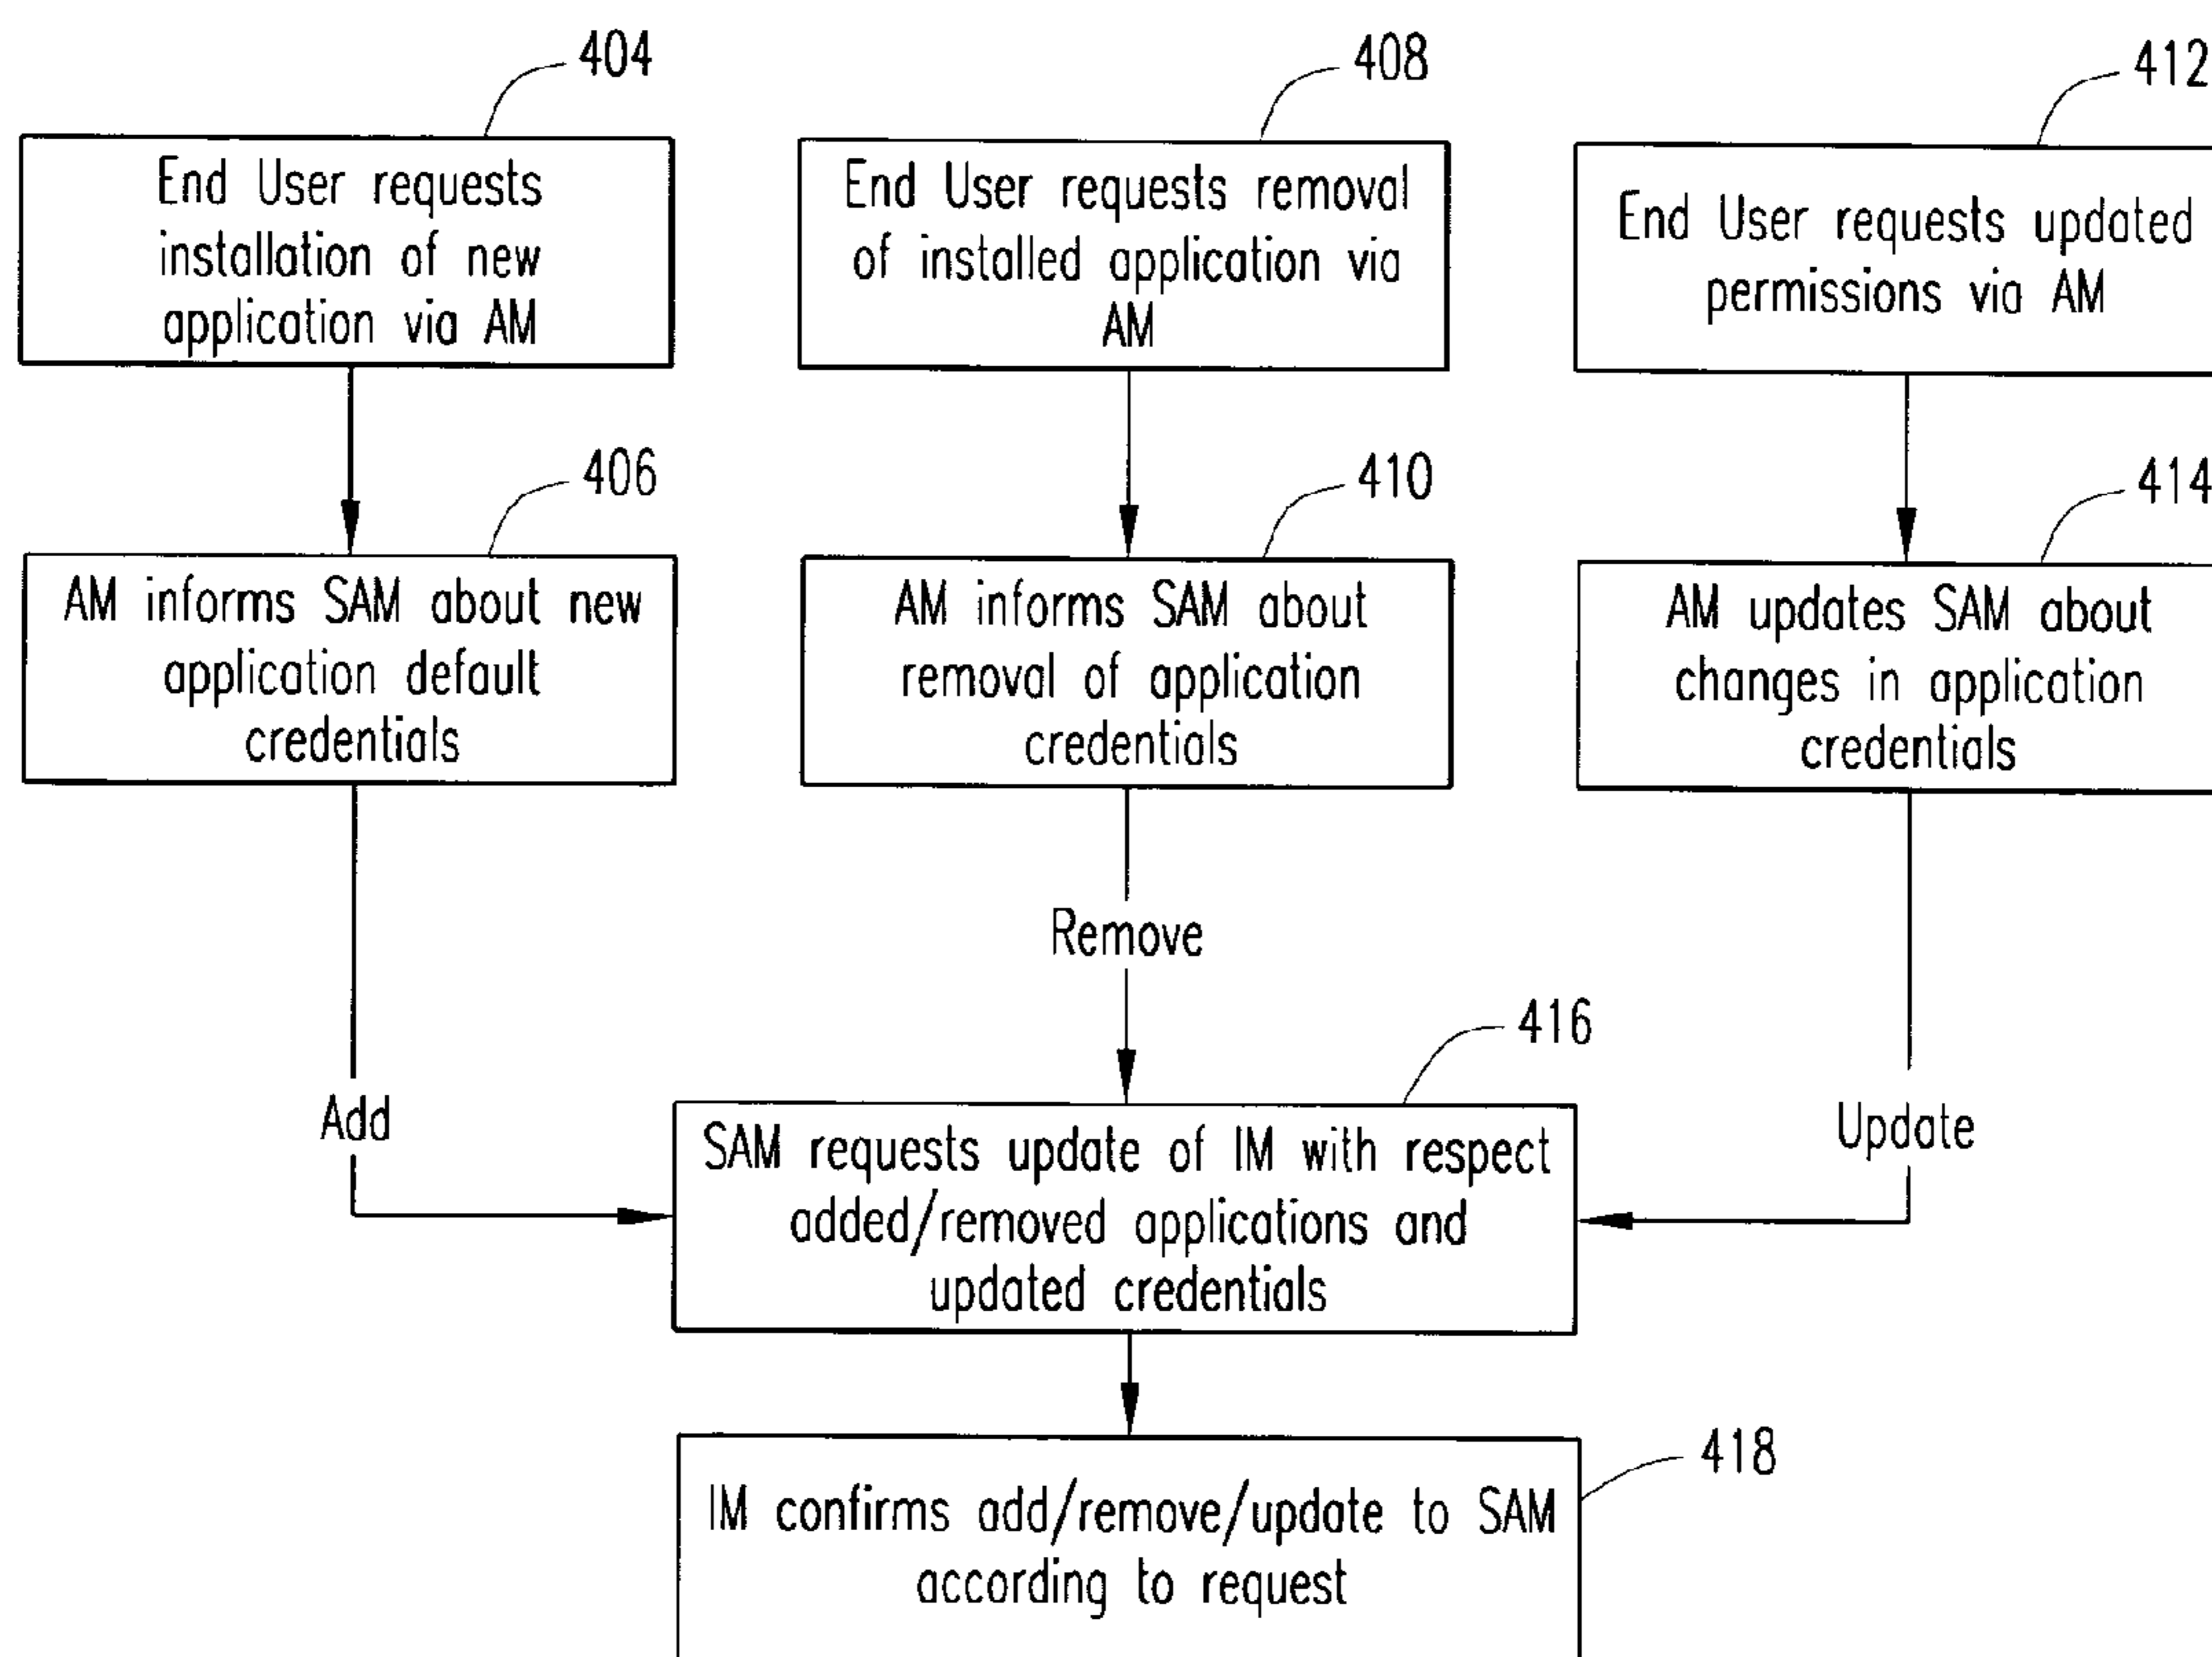 404
End User requests
installation of new
application via AM
408
End User requests removal
of installed application via
AM
412
End User requests updated
permissions via AM
406
AM informs SAM about new
application default
credentials
410
AM informs SAM about
removal of application
credentials
414
AM updates SAM about
changes in application
credentials
Add
Remove
Update
416
SAM requests update of IM with respect
added/removed applications and
updated credentials
418
IM confirms add/remove/update to SAM
according to request